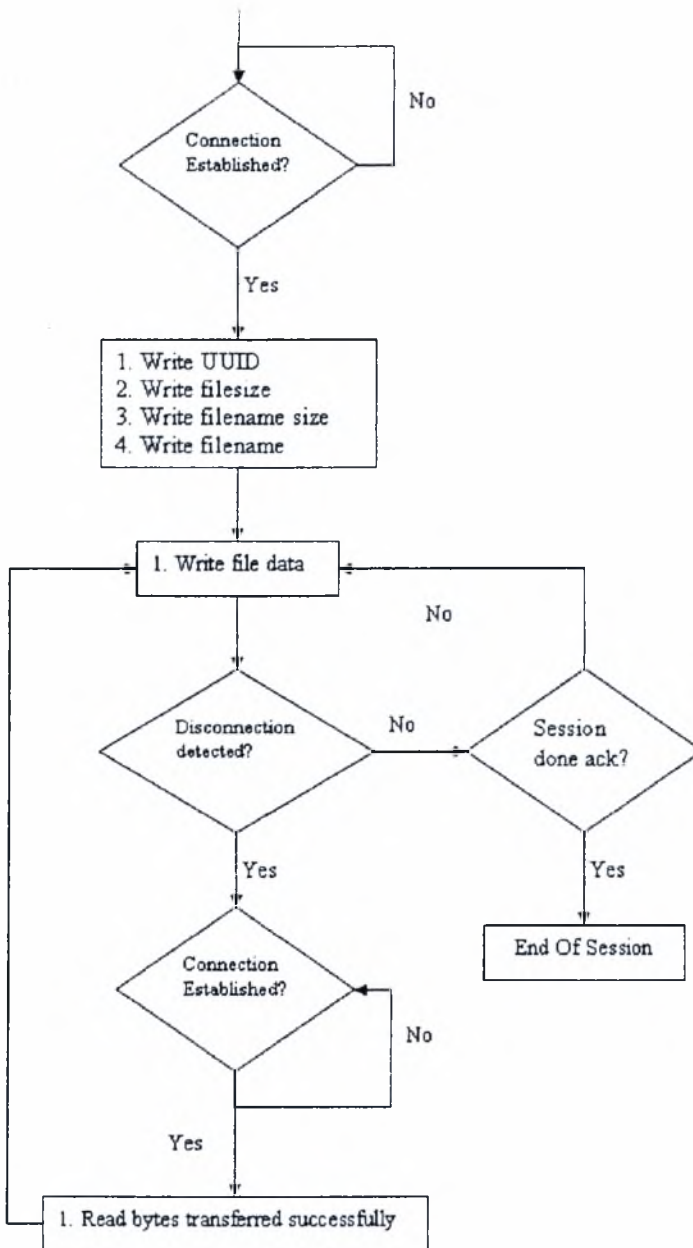 No
Connection
Established?
Yes
1. Write UUID
2. Write filesize
3. Write filename size
4. Write filename
1. Write file data
No
Disconnection
detected?
No
Session
done ack?
Yes
Yes
End Of Session
Connection
Established?
No
Yes
1. Read bytes transferred successfully